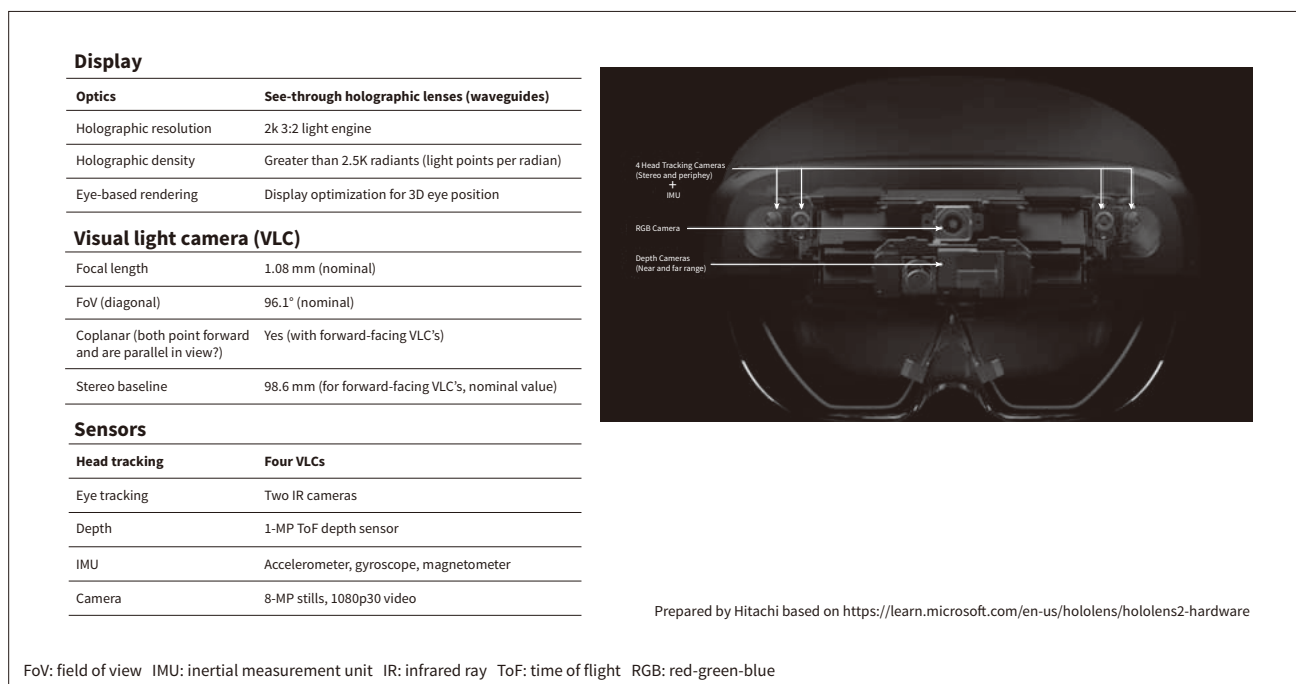 Display
Optics See-through holographic lenses (waveguides)
Holographic resolution 2k 3:2 light engine
Holographic density Greater than 2.5K radiants (light points per radian)
Eye-based rendering Display optimization for 3D eye position
Visual light camera (VLC)
Focal length 1.08 mm (nominal)
FoV (diagonal) 96.1° (nominal)
Coplanar (both point forward Yes (with forward-facing VLC's)
and are parallel in view?)
Stereo baseline 98.6 mm (for forward-facing VLC's, nominal value)
Sensors
Head tracking Four VLCs
Eye tracking Two IR cameras
Depth 1-MP ToF depth sensor
IMU Accelerometer, gyroscope, magnetometer
Camera 8-MP stills, 1080p30 video
4 Head Tracking Cameras
(Stereo and periphey)
+
IMU
RGB Camera
Depth Cameras
(Near and far range)
Prepared by Hitachi based on https://learn.microsoft.com/en-us/hololens/hololens2-hardware
FoV: field of view IMU: inertial measurement unit IR: infrared ray ToF: time of flight RGB: red-green-blue